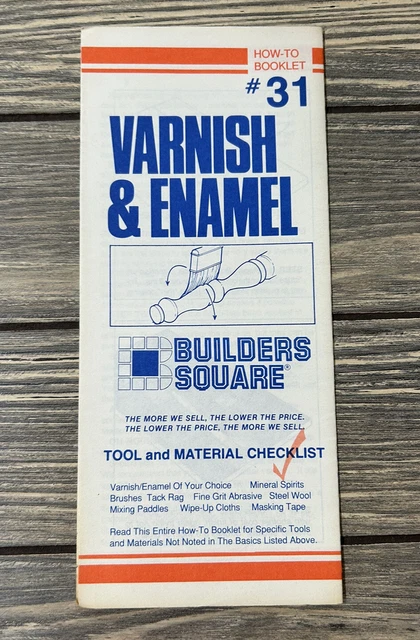 HOW-TO
BOOKLET
#31
VARNISH
& ENAMEL
BUILDERS
SQUARE®
THE MORE WE SELL, THE LOWER THE PRICE.
THE LOWER THE PRICE, THE MORE WE SELL.
TOOL and MATERIAL CHECKLIST
Varnish/Enamel Of Your Choice Mineral Spirits
Brushes Tack Rag Fine Grit Abrasive Steel Wool
Mixing Paddles Wipe-Up Cloths Masking Tape
Read This Entire How-To Booklet for Specific Tools
and Materials Not Noted in The Basics Listed Above.